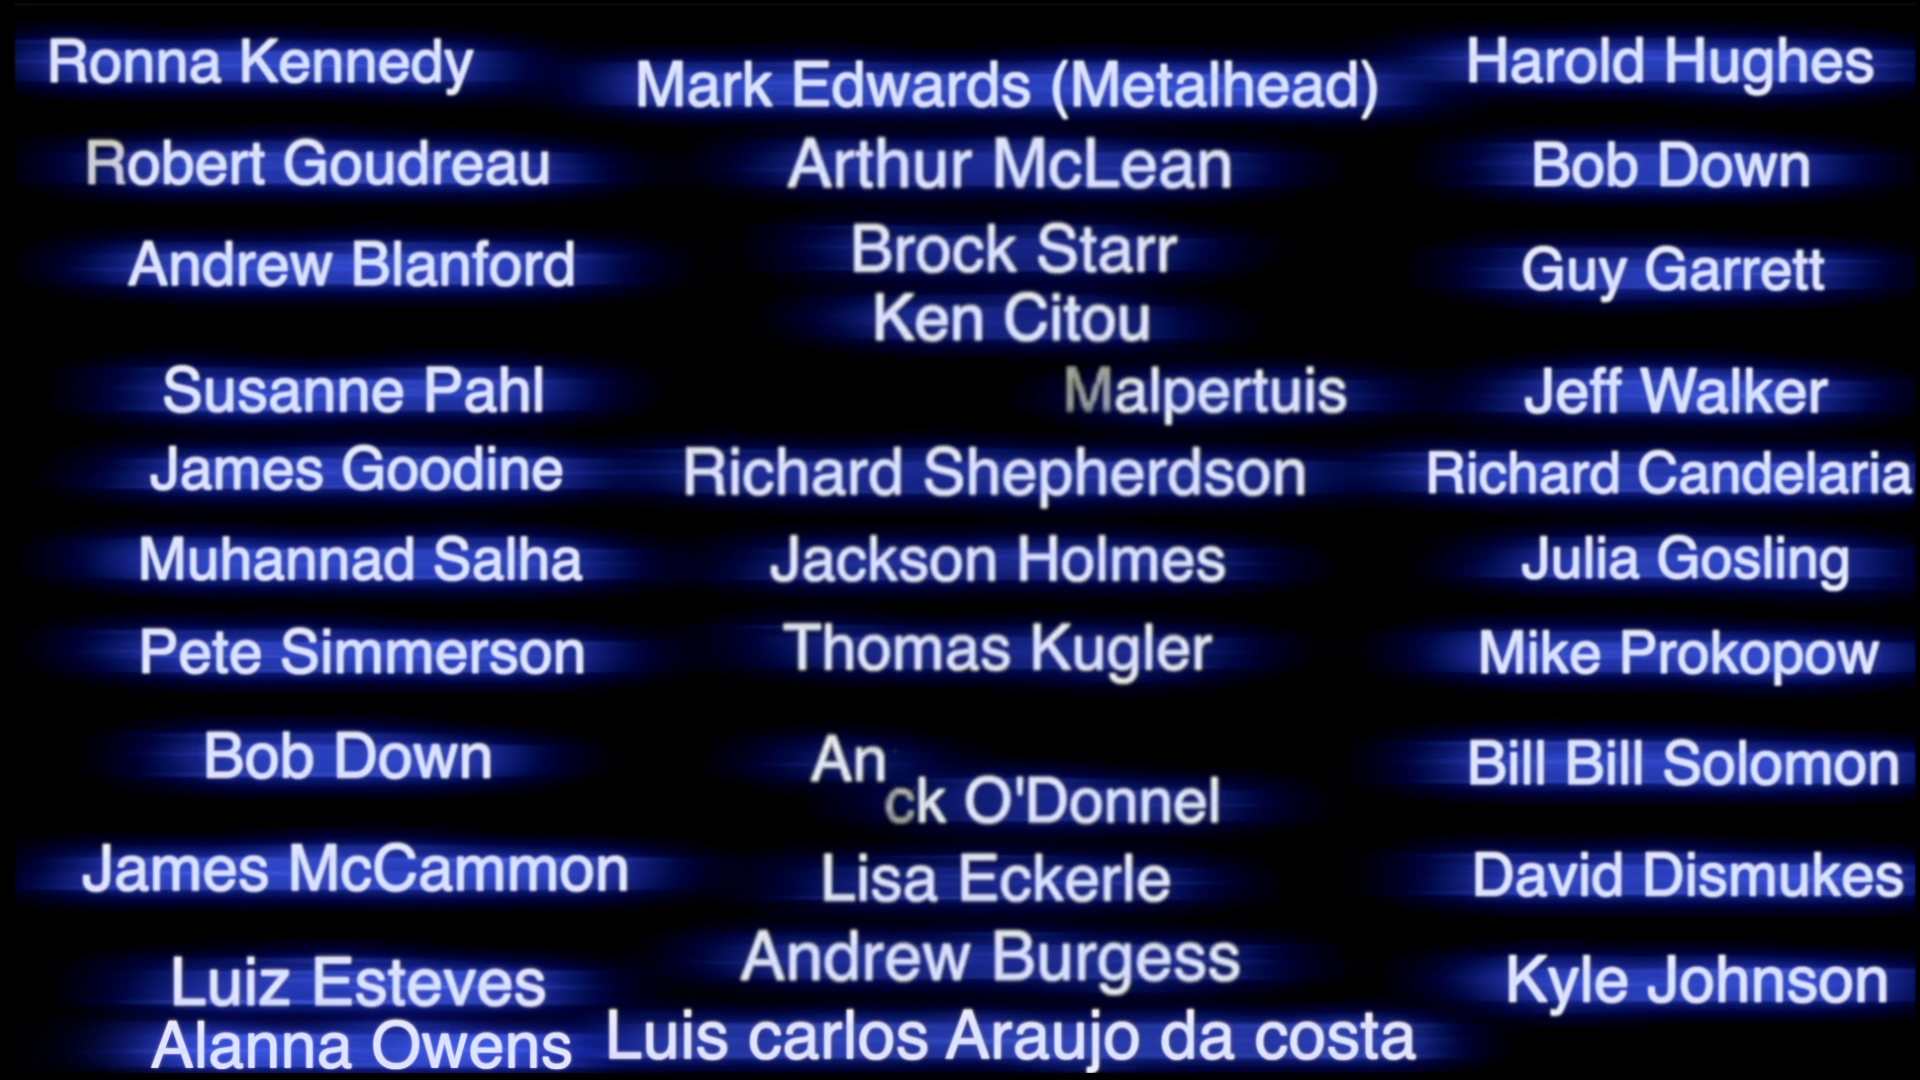 Ronna Kennedy
Robert Goudreau
Andrew Blanford
Susanne Pahl
James Goodine
Muhannad Salha
Pete Simmerson
Bob Down
James McCammon
Luiz Esteves
Alanna Owens
Mark Edwards (Metalhead)
Arthur McLean
Brock Starr
Ken Citou
Malpertuis
Richard Shepherdson
Jackson Holmes
Thomas Kugler
An
ck O'Donnel
Lisa Eckerle
Andrew Burgess
Luis carlos Araujo da costa
Harold Hughes
Bob Down
Guy Garrett
Jeff Walker
Richard Candelaria
Julia Gosling
Mike Prokopow
Bill Bill Solomon
David Dismukes
Kyle Johnson